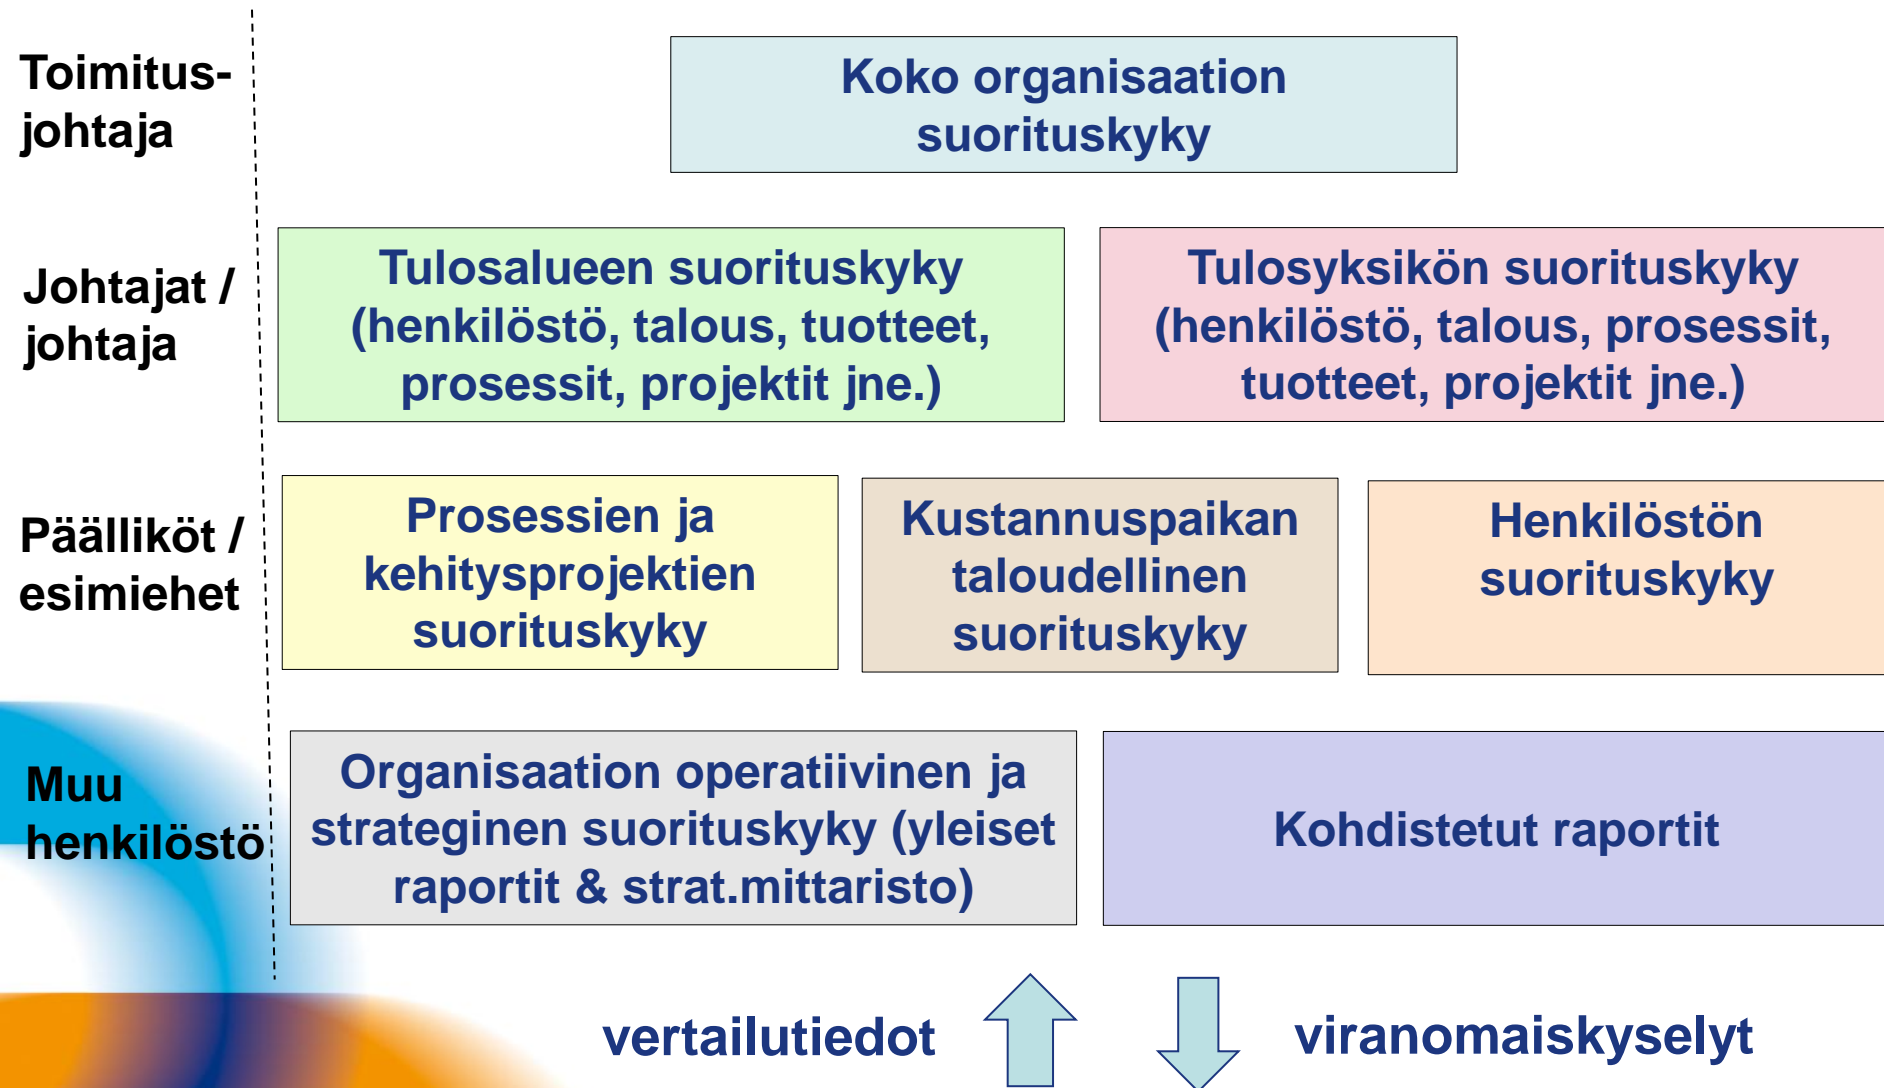 Toimitus-
johtaja
Koko organisaation
suorituskyky
Johtajat /
johtaja
Tulosalueen suorituskyky
(henkilöstö, talous, tuotteet,
prosessit, projektit jne.)
Tulosyksikön suorituskyky
(henkilöstö, talous, prosessit,
tuotteet, projektit jne.)
Päälliköt /
esimiehet
Prosessien ja
kehitysprojektien
suorituskyky
Kustannuspaikan
taloudellinen
suorituskyky
Henkilöstön
suorituskyky
Muu
henkilöstö
Organisaation operatiivinen ja
strateginen suorituskyky (yleiset
raportit & strat.mittaristo)
Kohdistetut raportit
vertailutiedot
viranomaiskyselyt